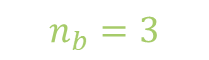 n_b = 3